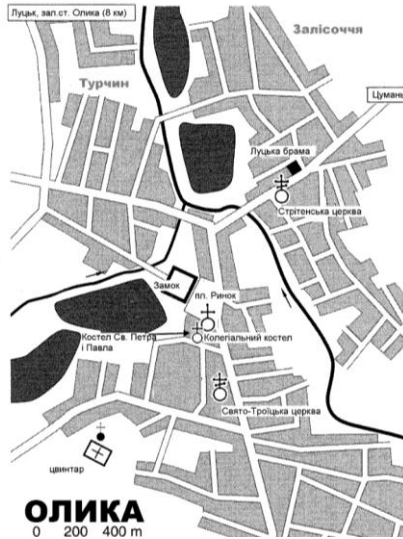 Луцьк, зал.ст. Олика (8 км)
Залісоччя
Турчин
Цумань
Луцька брама
Стрітенська церква
Замок
пл. Ринок
Костел Св. Петра
і Павла
Колегіальний костел
Свято-Троїцька церква
цвинтар
ОЛИКА
0 200 400 m